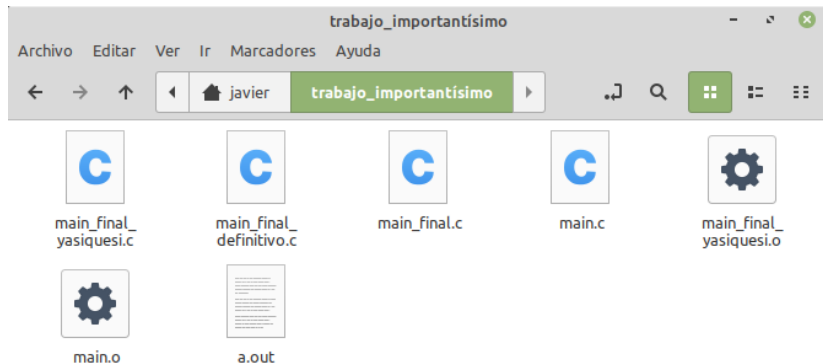 trabajo_importantísimo
Archivo Editar Ver Ir Marcadores Ayuda
javier trabajo_importantísimo
C C C C
main_final_
yasiquesi.c
main_final_
definitivo.c
main_final.c
main.c
main_final_
yasiquesi.o
main.o
a.out